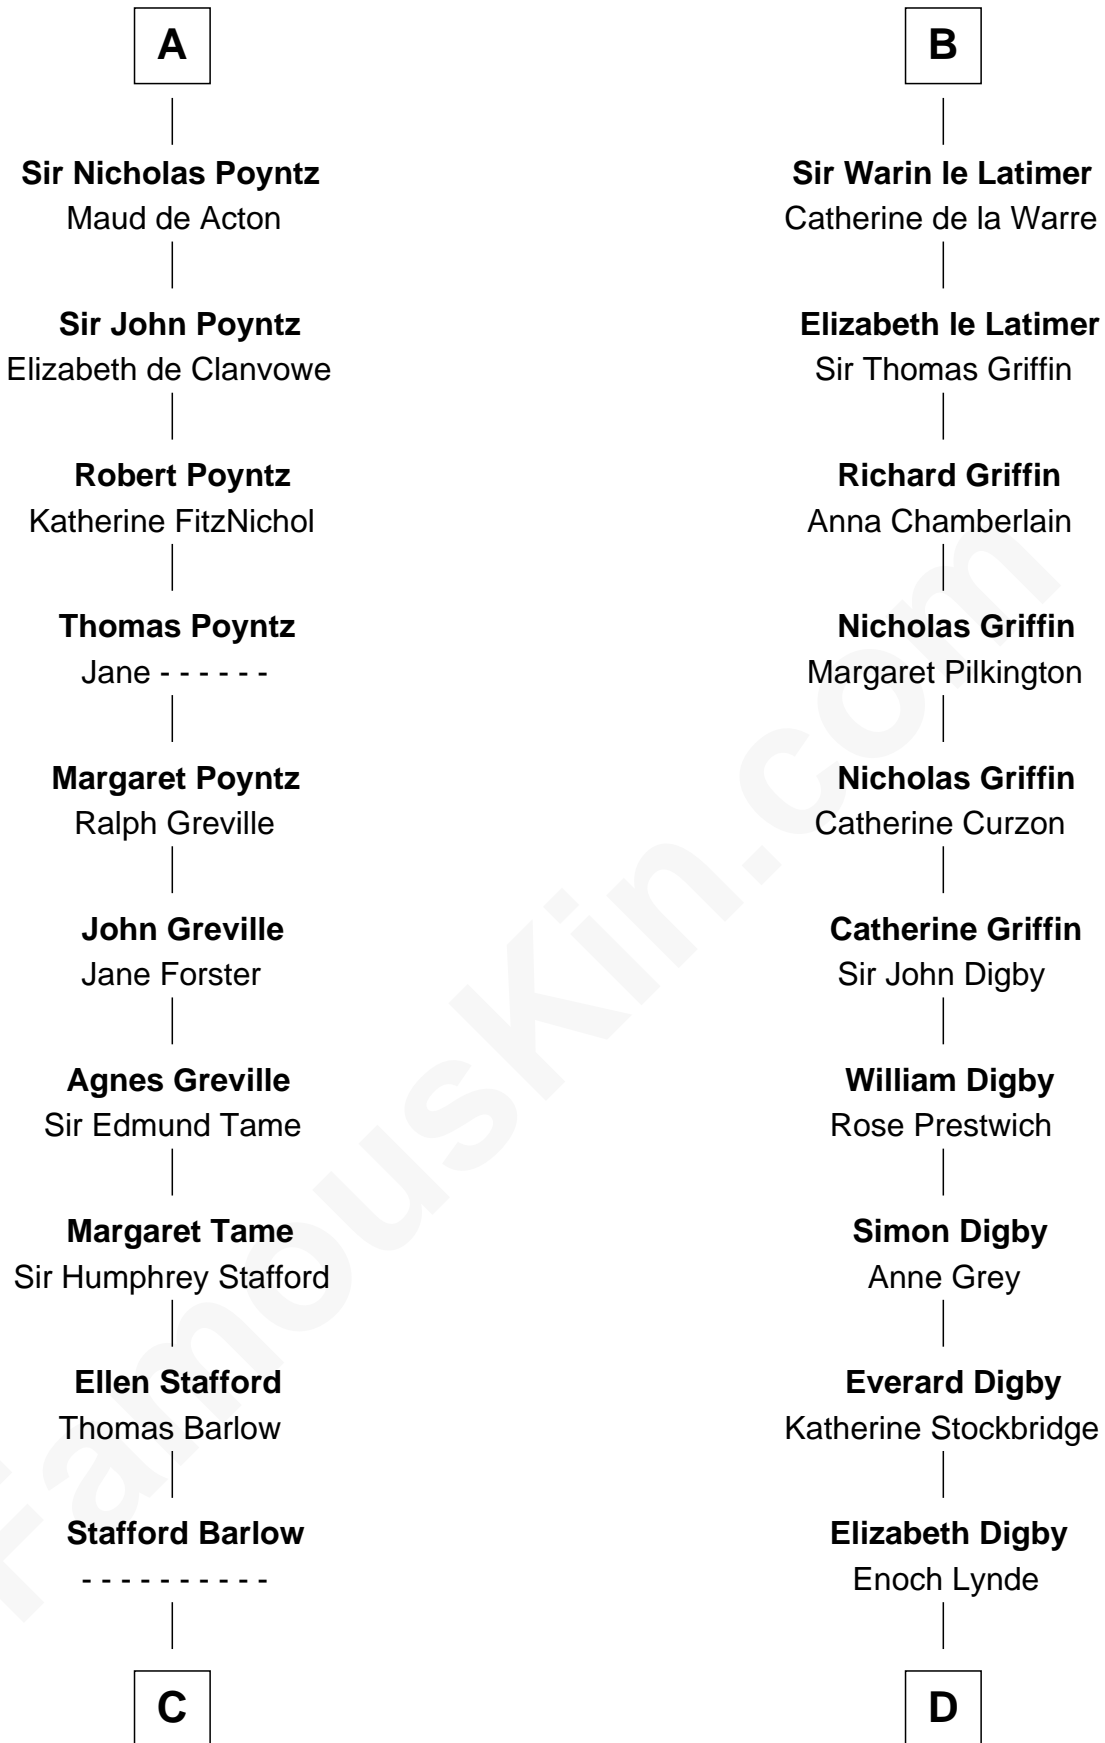 A
Sir Nicholas Poyntz
Maud de Acton
Sir John Poyntz
Elizabeth de Clanvowe
Robert Poyntz
Katherine FitzNichol
Thomas Poyntz
Jane - - - - - -
Margaret Poyntz
Ralph Greville
John Greville
Jane Forster
Agnes Greville
Sir Edmund Tame
Margaret Tame
Sir Humphrey Stafford
Ellen Stafford
Thomas Barlow
Stafford Barlow
- - - - - - - - - -
C
B
Sir Warin le Latimer
Catherine de la Warre
Elizabeth le Latimer
Sir Thomas Griffin
Richard Griffin
Anna Chamberlain
Nicholas Griffin
Margaret Pilkington
Nicholas Griffin
Catherine Curzon
Catherine Griffin
Sir John Digby
William Digby
Rose Prestwich
Simon Digby
Anne Grey
Everard Digby
Katherine Stockbridge
Elizabeth Digby
Enoch Lynde
D
FamousKin.com